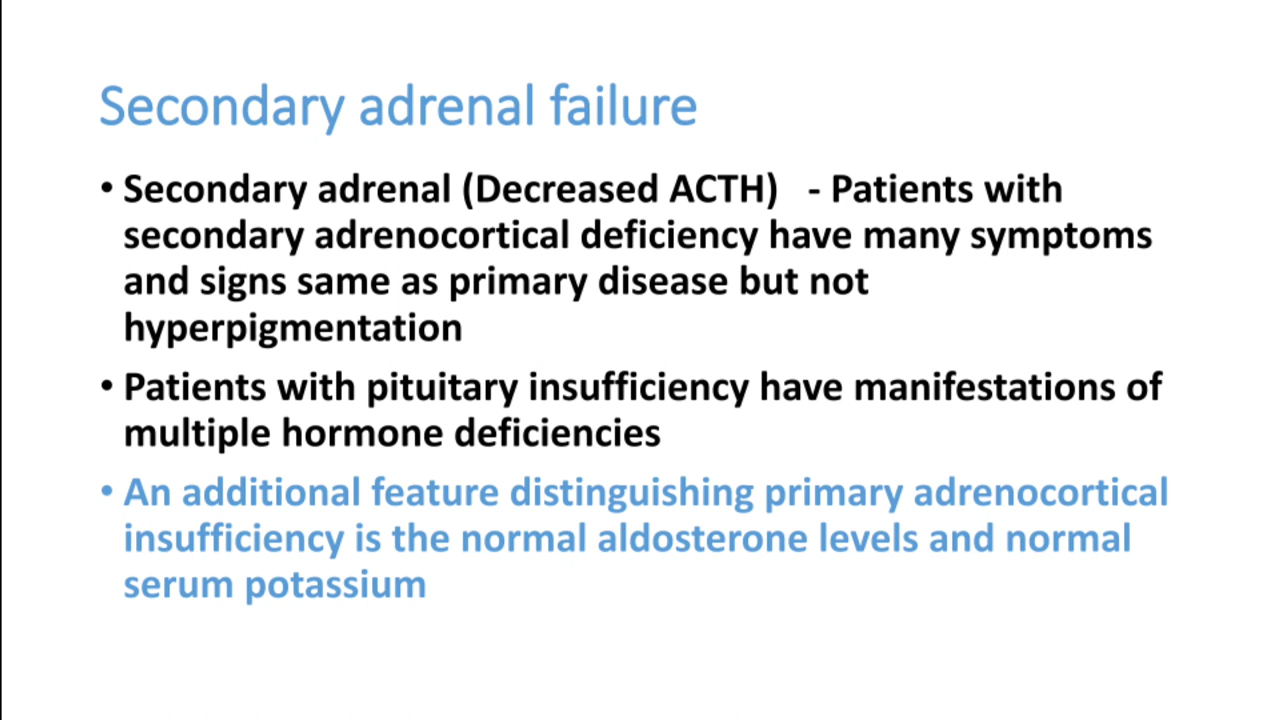 Secondary adrenal failure
• Secondary adrenal (Decreased ACTH) - Patients with
secondary adrenocortical deficiency have many symptoms
and signs same as primary disease but not
hyperpigmentation
• Patients with pituitary insufficiency have manifestations of
multiple hormone deficiencies
• An additional feature distinguishing primary adrenocortical
insufficiency is the normal aldosterone levels and normal
serum potassium